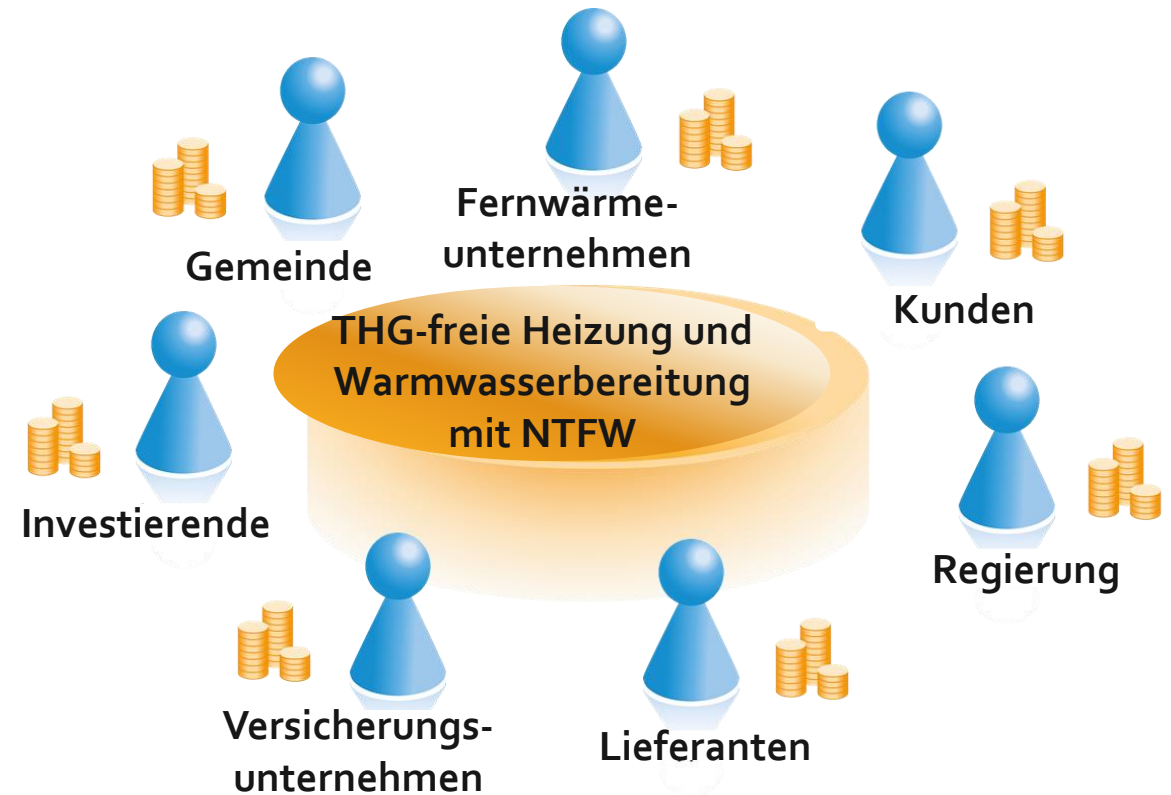 Fernwärme-
unternehmen
Gemeinde
Kunden
THG-freie Heizung und
Warmwasserbereitung
mit NTFW
Investierende
Regierung
Versicherungs-
unternehmen
Lieferanten